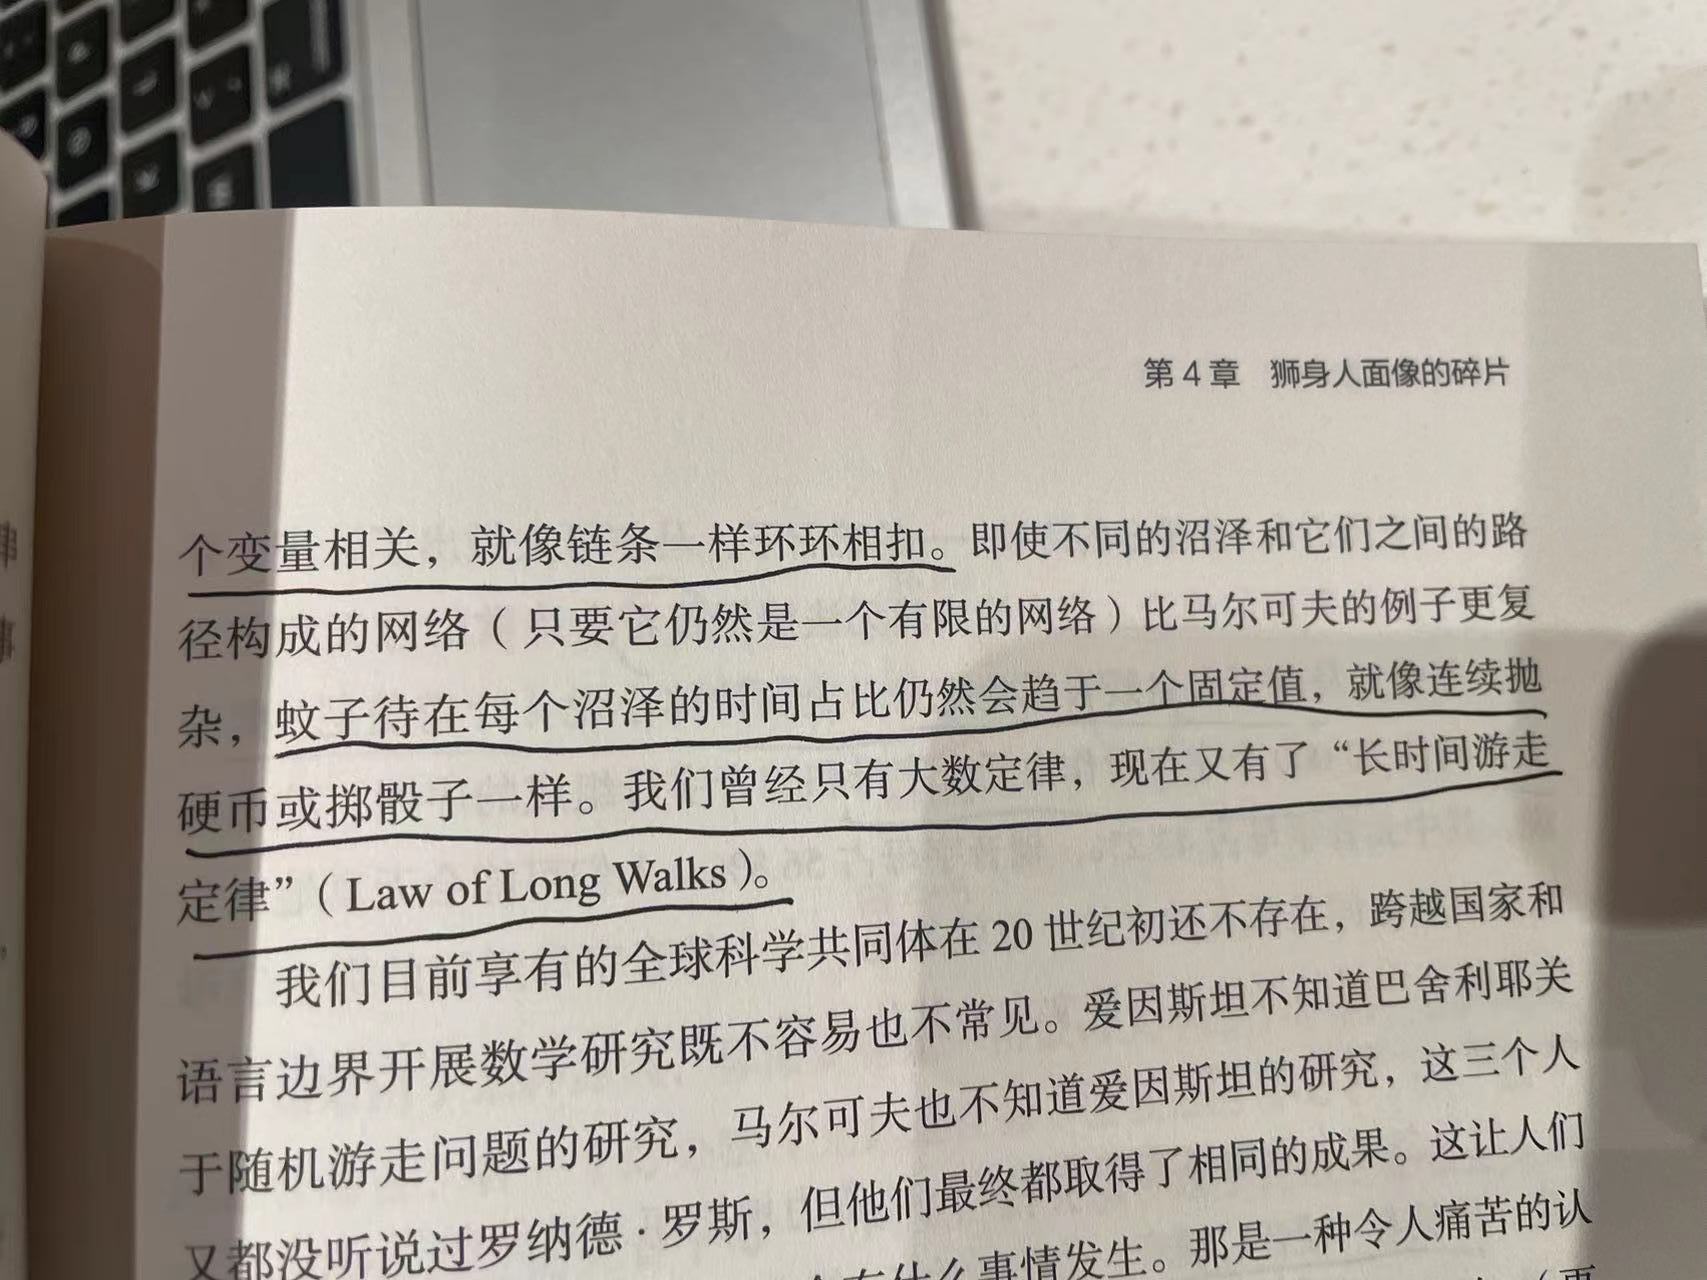 第 4 章 狮身人面像的碎片
个变量相关，就像链条一样环环相扣。即使不同的沼泽和它们之间的路
径构成的网络（只要它仍然是一个有限的网络）比马尔可夫的例子更复
杂，蚊子待在每个沼泽的时间占比仍然会趋于一个固定值，就像连续抛
硬币或掷骰子一样。我们曾经只有大数定律，现在又有了“长时间游走
定律”（Law of Long Walks）。
我们目前享有的全球科学共同体在 20 世纪初还不存在，跨越国家和
语言边界开展数学研究既不容易也不常见。爱因斯坦不知道巴舍利耶关
于随机游走问题的研究，马尔可夫也不知道爱因斯坦的研究，这三个人
又都没听说过罗纳德·罗斯，但他们最终都取得了相同的成果。这让人们
有什么事情发生。那是一种令人痛苦的认